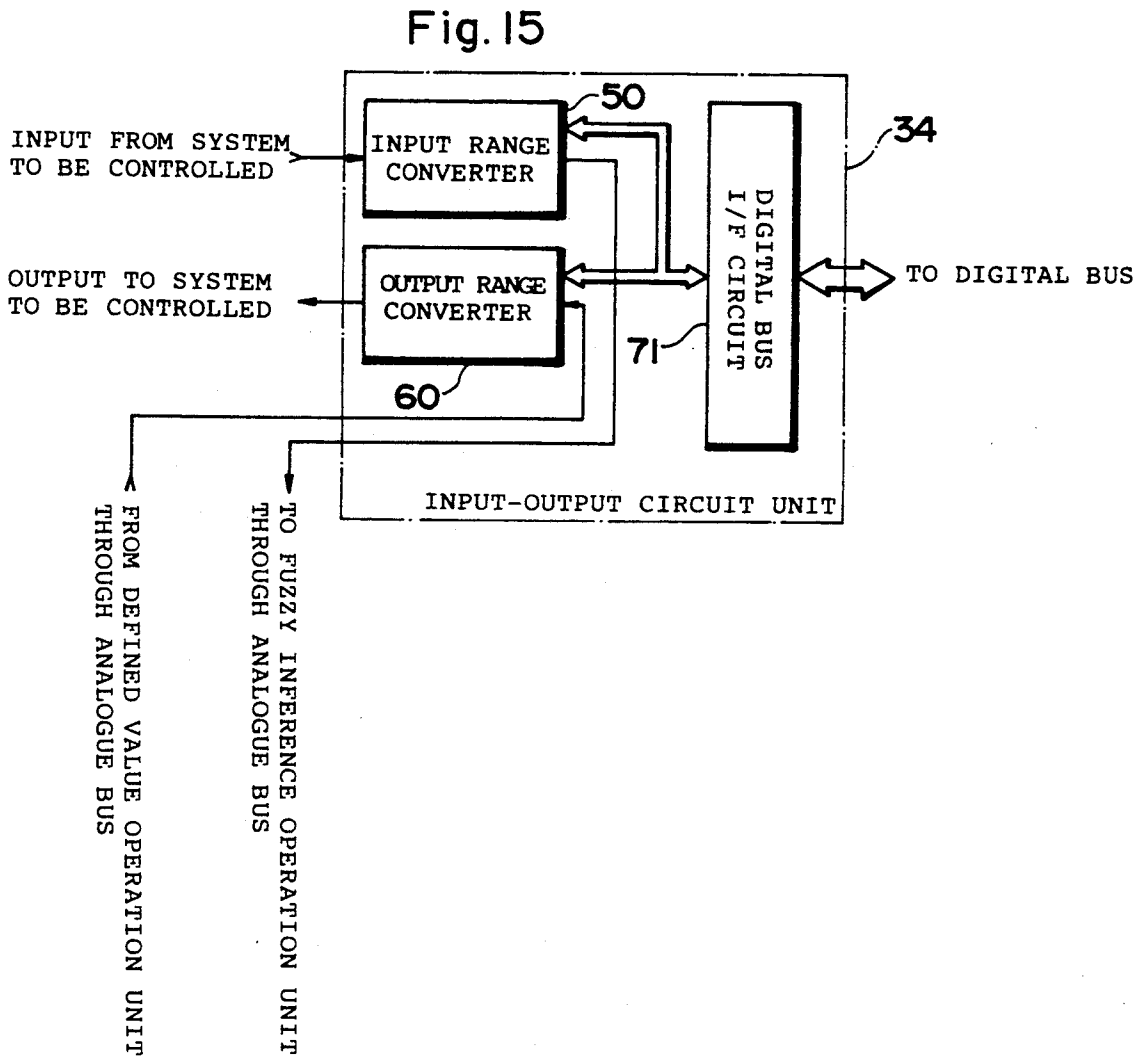 Fig. 15
50
INPUT FROM SYSTEM
TO BE CONTROLLED
INPUT RANGE
CONVERTER
34
DIGITAL BUS
I/F CIRCUIT
OUTPUT TO SYSTEM
TO BE CONTROLLED
OUTPUT RANGE
CONVERTER
TO DIGITAL BUS
71
60
INPUT-OUTPUT CIRCUIT UNIT
FROM DEFINED VALUE OPERATION UNIT
THROUGH ANALOGUE BUS
TO FUZZY INFERENCE OPERATION UNIT
THROUGH ANALOGUE BUS